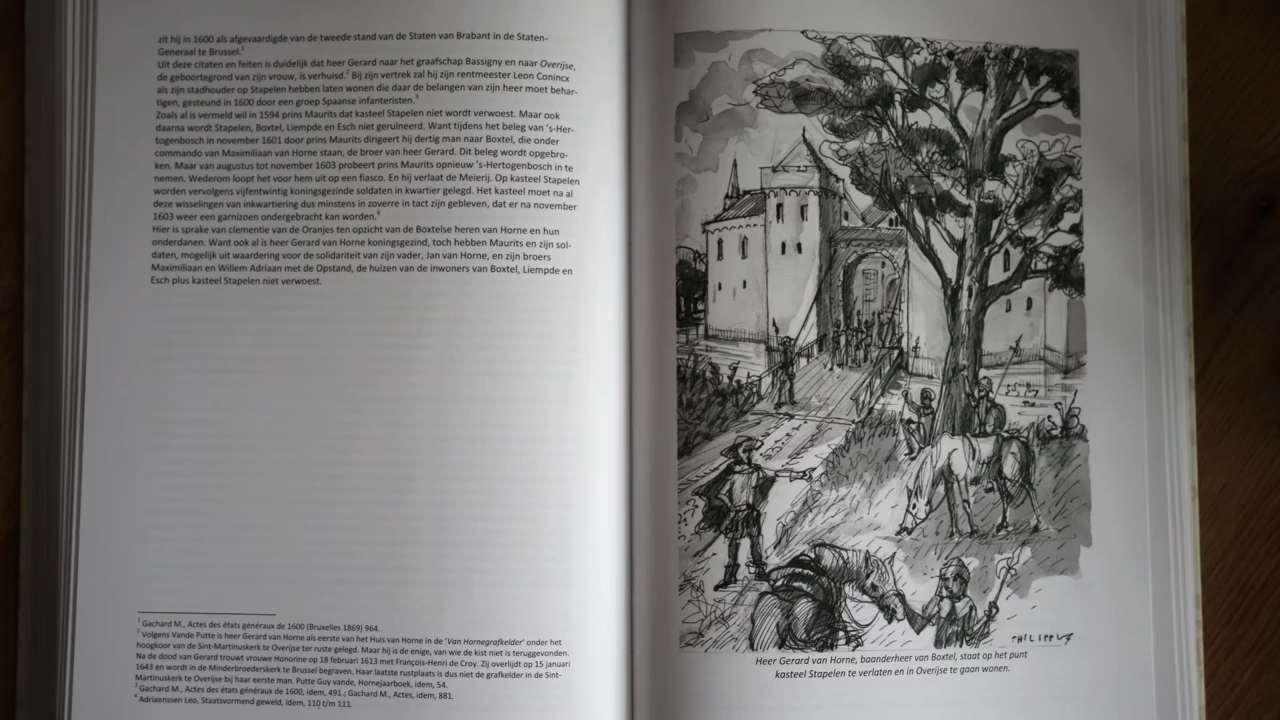 zit hij in 1600 als afgevaardigde van de tweede stand van de Staten van Brabant in de Staten-
Generaal te Brussel.1
Uit deze citaten en feiten is duidelijk dat heer Gerard naar het graafschap Bassigny en naar Overijse,
de geboortegrond van zijn vrouw, is verhuisd.2 Bij zijn vertrek zal hij zijn rentmeester Leon Conincx
als zijn stadhouder op Stapelen hebben laten wonen die daar de belangen van zijn heer moet behar-
tigen, gesteund in 1600 door een groep Spaanse infanteristen.3
Zoals al is vermeld wil in 1594 prins Maurits dat kasteel Stapelen niet wordt verwoest. Maar ook
daarna wordt Stapelen, Boxtel, Liempde en Esch niet geruïneerd. Want tijdens het beleg van 's-Her-
togenbosch in november 1601 door prins Maurits dirigeert hij dertig man naar Boxtel, die onder
commando van Maximiliaan van Horne staan, de broer van heer Gerard. Dit beleg wordt opgebro-
ken. Maar van augustus tot november 1603 probeert prins Maurits opnieuw 's-Hertogenbosch in te
nemen. Wederom loopt het voor hem uit op een fiasco. En hij verlaat de Meierij. Op kasteel Stapelen
worden vervolgens vijfentwintig koningsgezinde soldaten in kwartier gelegd. Het kasteel moet na al
deze wisselingen van inkwartiering dus minstens in zoverre in tact zijn gebleven, dat er na november
1603 weer een garnizoen ondergebracht kan worden.4
Hier is sprake van clementie van de Oranjes ten opzicht van de Boxtelse heren van Horne en hun
onderdanen. Want ook al is heer Gerard van Horne koningsgezind, toch hebben Maurits en zijn sol-
daten, mogelijk uit waardering voor de solidariteit van zijn vader, Jan van Horne, en zijn broers
Maximiliaan en Willem Adriaan met de Opstand, de huizen van de inwoners van Boxtel, Liempde en
Esch plus kasteel Stapelen niet verwoest.
1 Gachard M., Actes des états généraux de 1600 (Bruxelles 1869) 964.
2 Volgens Vande Putte is heer Gerard van Horne als eerste van het Huis van Horne in de 'Van Hornegrafkelder' onder het
hoogkoor van de Sint-Martinuskerk te Overijse ter ruste gelegd. Maar hij is de enige, van wie de kist niet is teruggevonden.
Na de dood van Gerard trouwt vrouwe Honorine op 18 februari 1613 met François-Henri de Croy. Zij overlijdt op 15 januari
1643 en wordt in de Minderbroederskerk te Brussel begraven. Haar laatste rustplaats is dus niet de grafkelder in de Sint-
Martinuskerk te Overijse bij haar eerste man. Putte Guy vande, Hornejaarboek, idem, 54.
3 Gachard M., Actes des états généraux de 1600, idem, 491.; Gachard M., Actes, idem, 881.
4 Adriaenssen Leo, Staatsvormend geweld, idem, 110 t/m 111.
PHILIPPUS
Heer Gerard van Horne, baanderheer van Boxtel, staat op het punt
kasteel Stapelen te verlaten en in Overijse te gaan wonen.